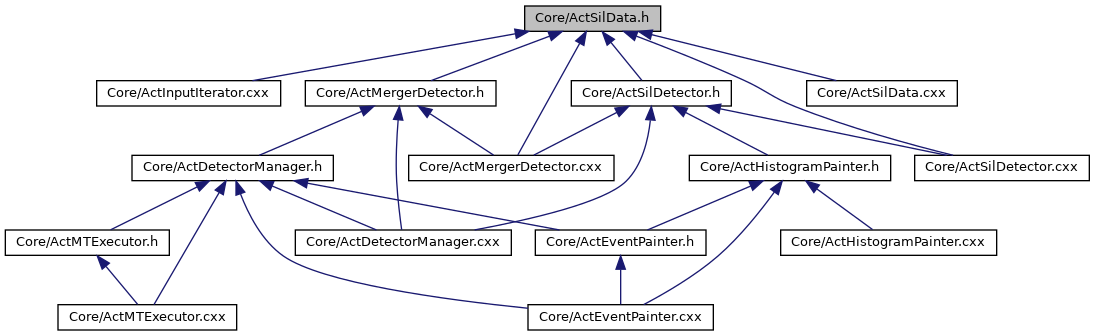 Core/ActSilData.h
Core/ActInputIterator.cxx
Core/ActMergerDetector.h
Core/ActSilDetector.h
Core/ActSilData.cxx
Core/ActDetectorManager.h
Core/ActMergerDetector.cxx
Core/ActHistogramPainter.h
Core/ActSilDetector.cxx
Core/ActMTExecutor.h
Core/ActDetectorManager.cxx
Core/ActEventPainter.h
Core/ActHistogramPainter.cxx
Core/ActMTExecutor.cxx
Core/ActEventPainter.cxx